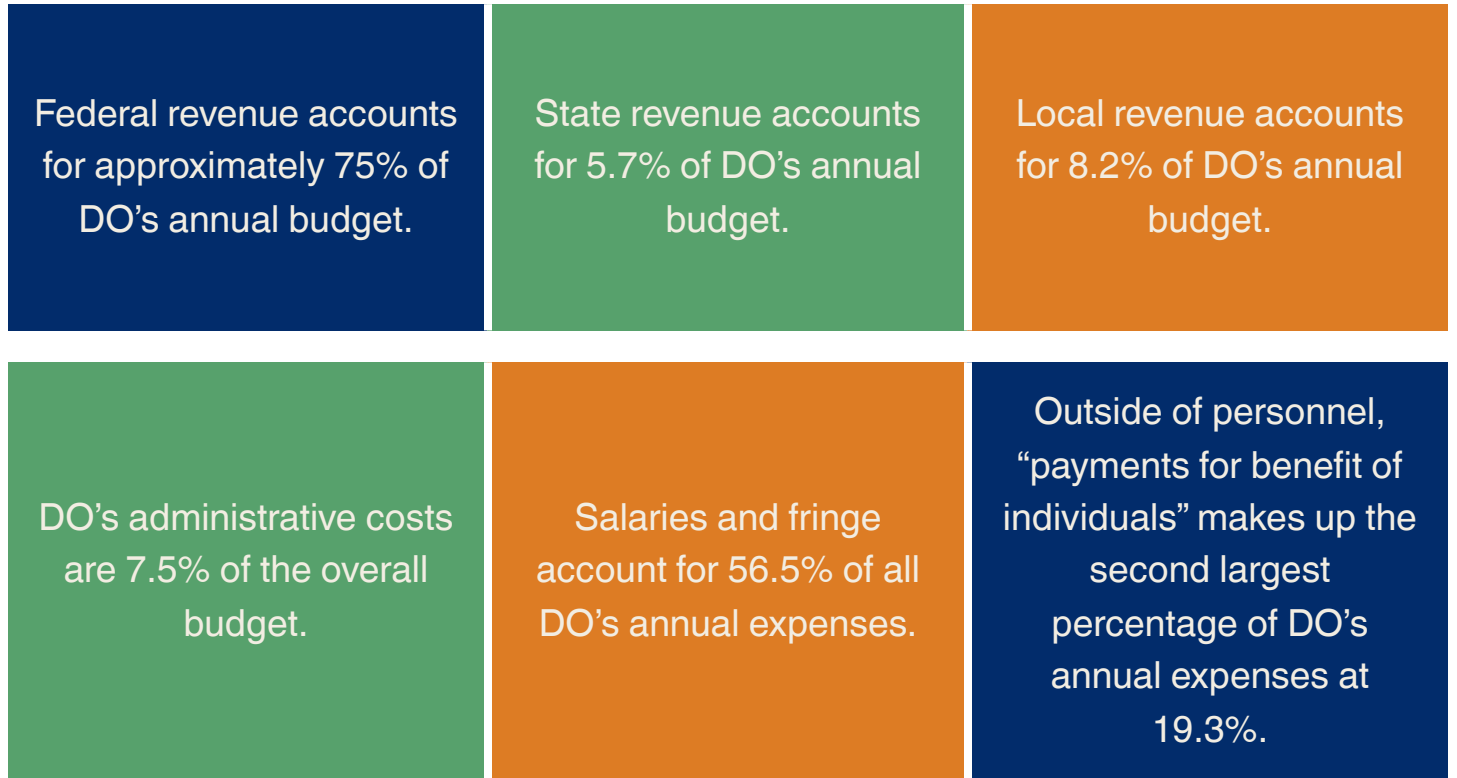 Federal revenue accounts
for approximately 75% of
DO’s annual budget.
State revenue accounts
for 5.7% of DO’s annual
budget.
Local revenue accounts
for 8.2% of DO’s annual
budget.
DO’s administrative costs
are 7.5% of the overall
budget.
Salaries and fringe
account for 56.5% of all
DO’s annual expenses.
Outside of personnel,
“payments for benefit of
individuals” makes up the
second largest
percentage of DO’s
annual expenses at
19.3%.